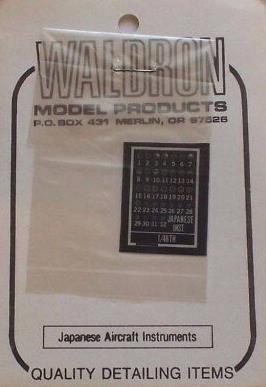 WALDRON
MODEL PRODUCTS
P.O. BOX 431 MERLIN, OR 97526
1 2 3 4 5 6 7
8 9 10 11 12 13 14
15 16 17 18 19 20 21
22 23 24 25 26 27 28
29 30 31 32 JAPANESE
INST
1/48TH
Japanese Aircraft Instruments
QUALITY DETAILING ITEMS